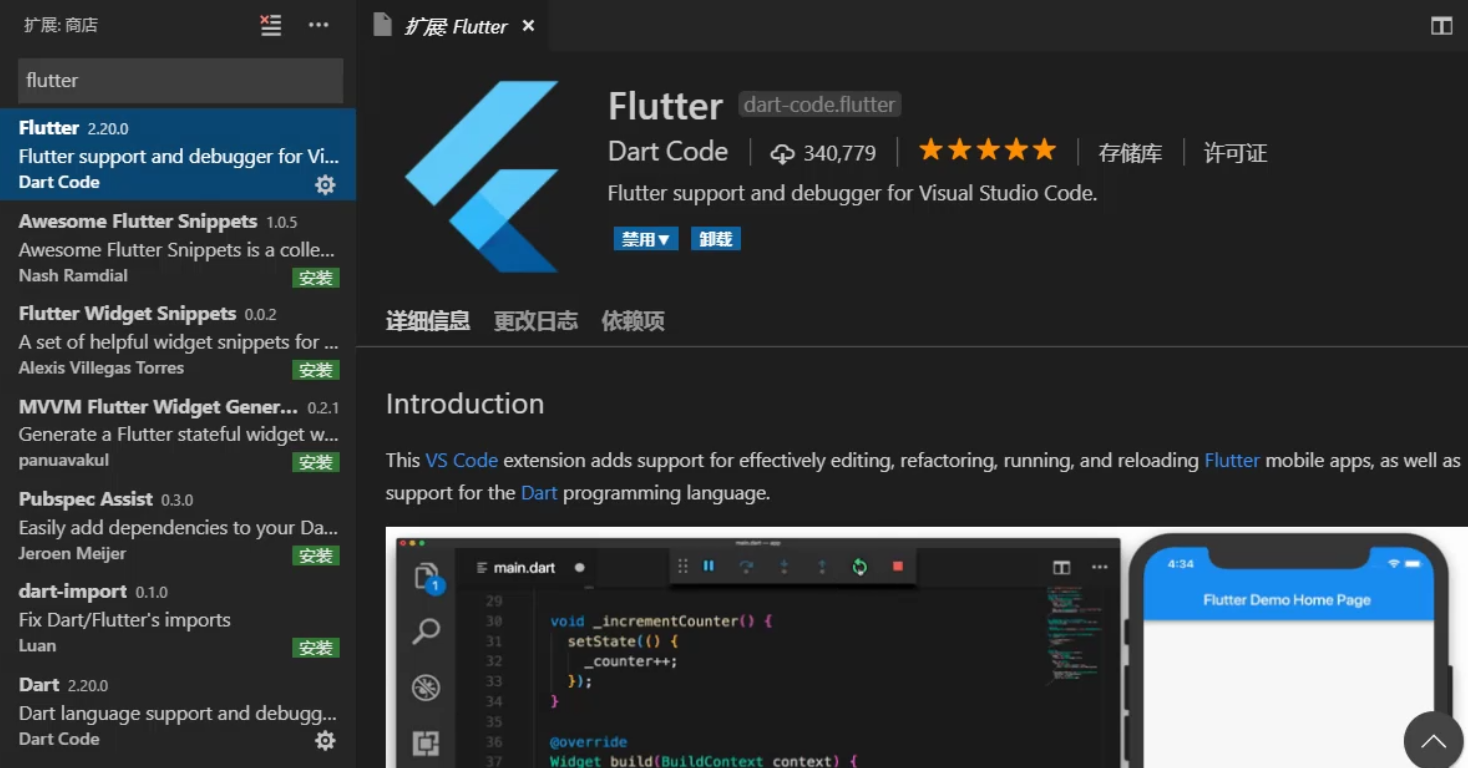 扩展: 商店
flutter
Flutter 2.20.0
Flutter support and debugger for Vi...
Dart Code
Awesome Flutter Snippets 1.0.5
Awesome Flutter Snippets is a colle...
Nash Ramdial 安装
Flutter Widget Snippets 0.0.2
A set of helpful widget snippets for ...
Alexis Villegas Torres 安装
MVVM Flutter Widget Gener... 0.2.1
Generate a Flutter stateful widget w...
panuavakul 安装
Pubspec Assist 0.3.0
Easily add dependencies to your Da...
Jeroen Meijer 安装
dart-import 0.1.0
Fix Dart/Flutter's imports
Luan 安装
Dart 2.20.0
Dart language support and debugg...
Dart Code
扩展 Flutter ×
Flutter dart-code.flutter
Dart Code 340,779 存储库 许可证
Flutter support and debugger for Visual Studio Code.
禁用▼ 卸载
详细信息 更改日志 依赖项
Introduction
This VS Code extension adds support for effectively editing, refactoring, running, and reloading Flutter mobile apps, as well as
support for the Dart programming language.
main.dart — app
main.dart
1
29
30 void _incrementCounter() {
31 setState(() {
32 _counter++;
33 });
34 }
35
36 @override
37 Widget build(BuildContext context) {
4:34
Flutter Demo Home Page